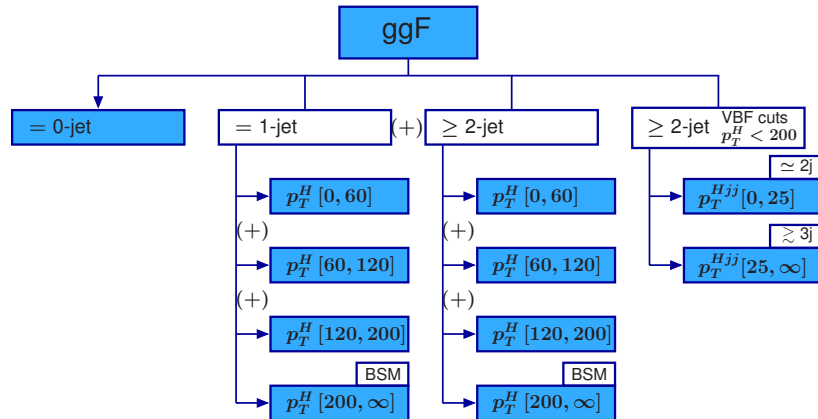 ggF
= 0-jet
= 1-jet
(+)
≥ 2-jet
≥ 2-jet VBF cuts p_T^H < 200
≃ 2j
p_T^H [0, 60]
p_T^H [0, 60]
p_T^{Hjj} [0, 25]
(+)
(+)
≳ 3j
p_T^H [60, 120]
p_T^H [60, 120]
p_T^{Hjj} [25, ∞]
(+)
(+)
p_T^H [120, 200]
p_T^H [120, 200]
BSM
BSM
p_T^H [200, ∞]
p_T^H [200, ∞]